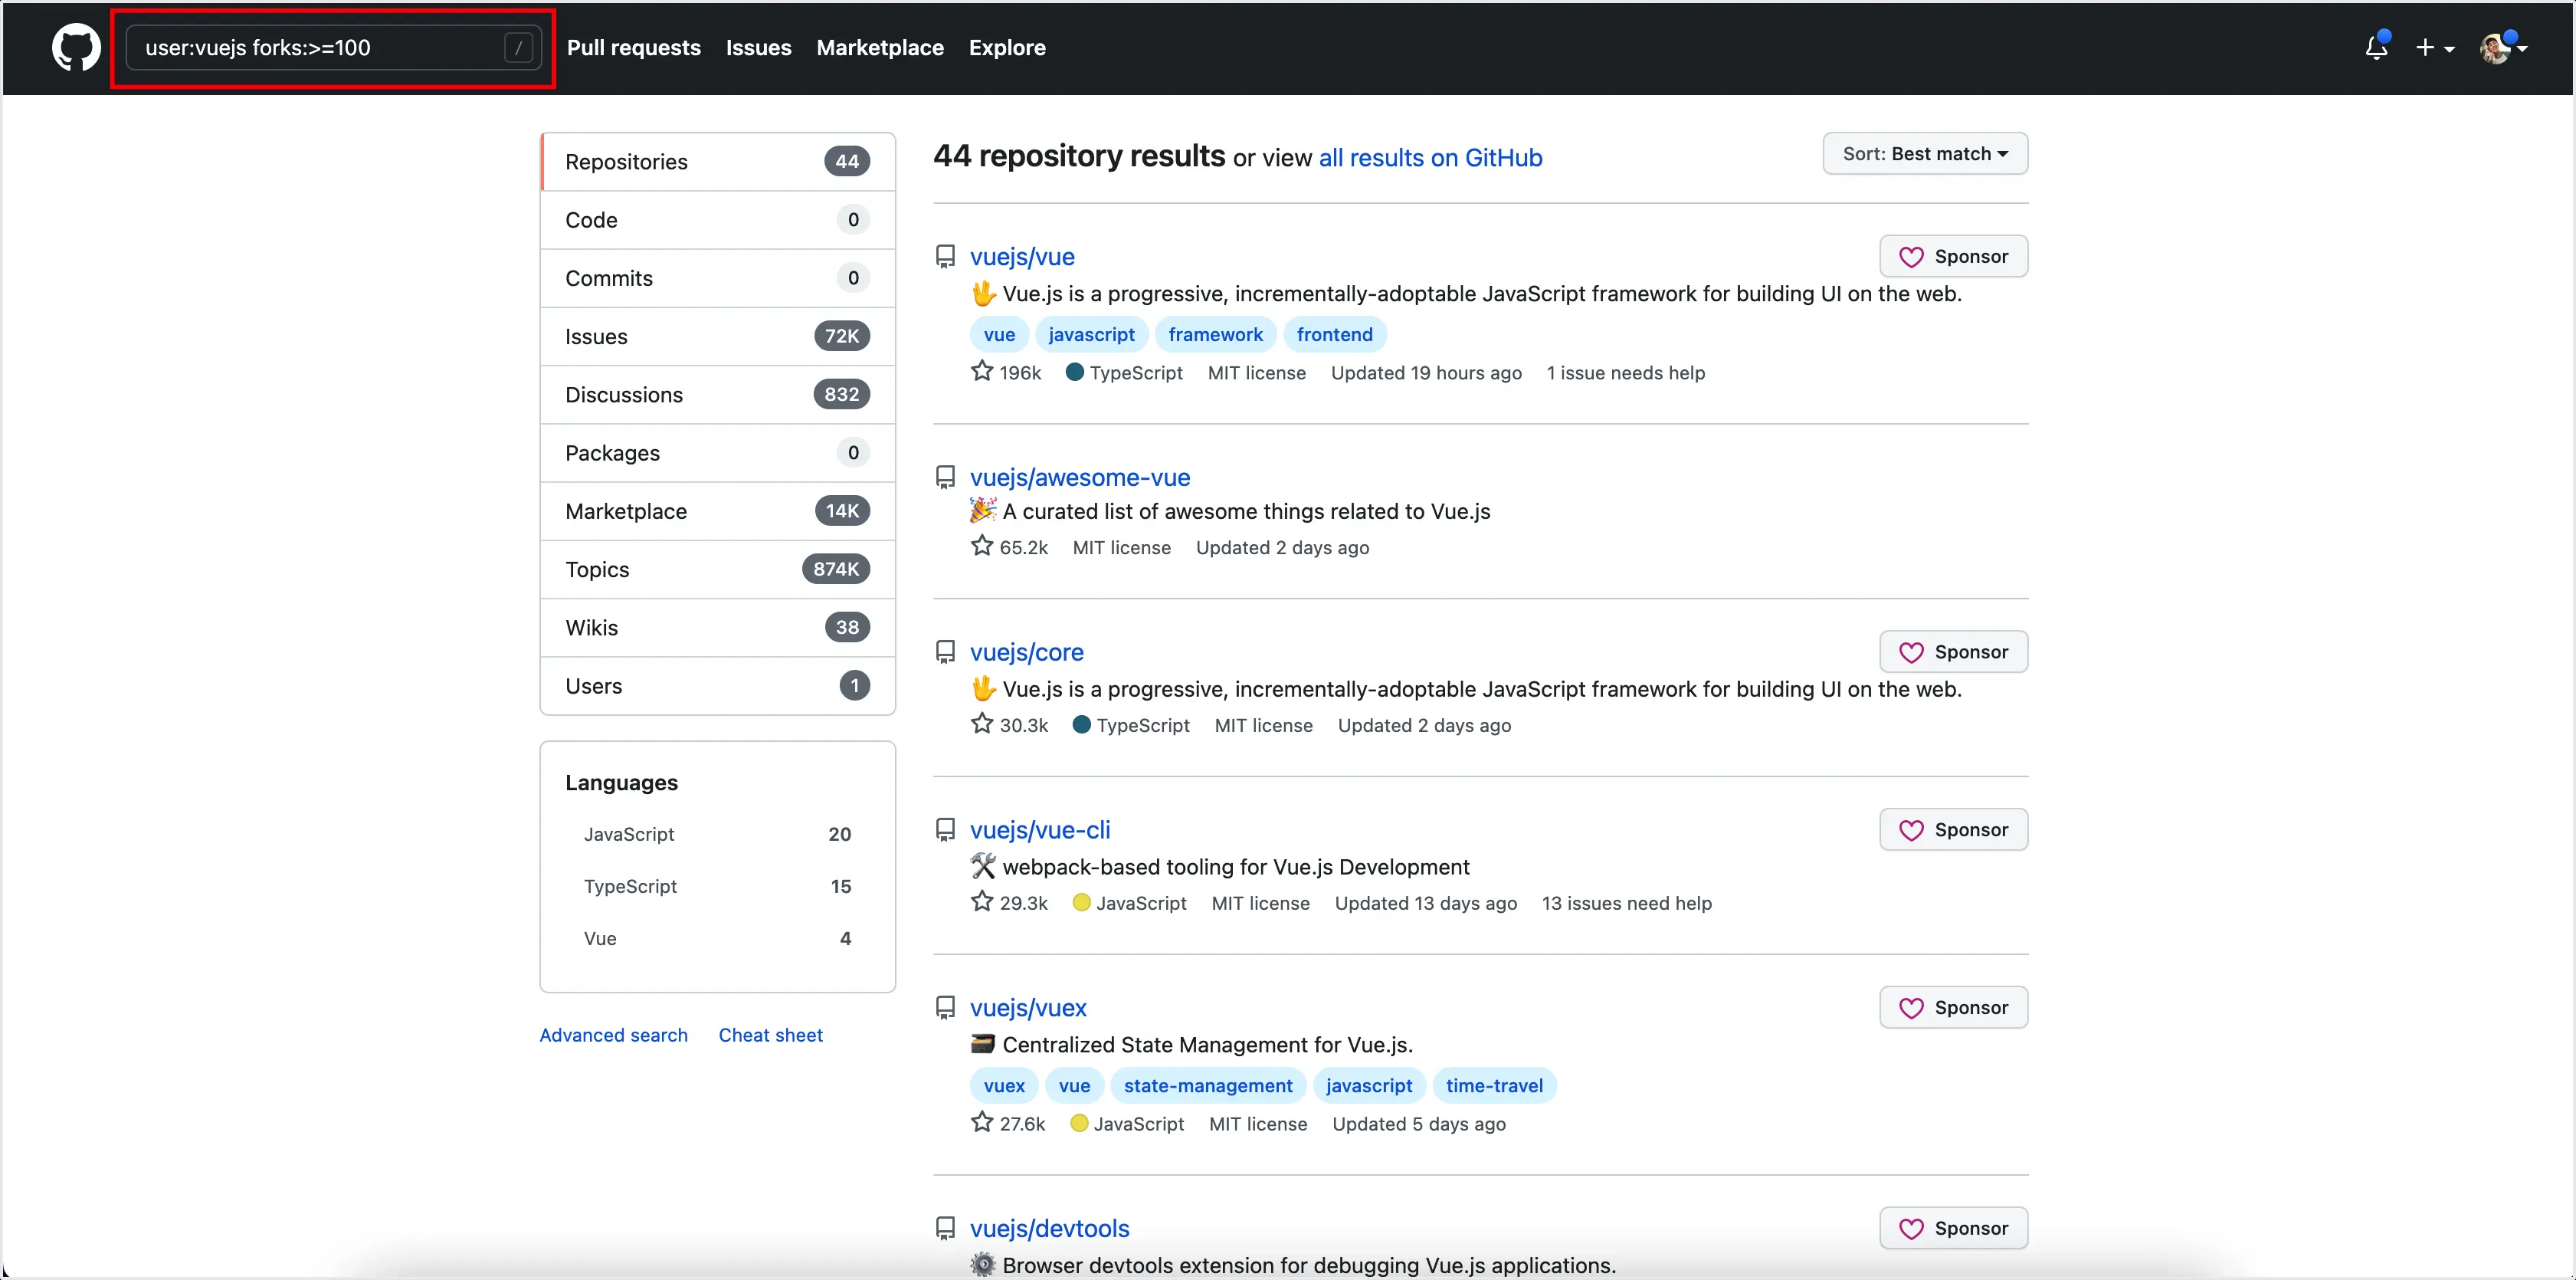 user:vuejs forks:>=100 /
Pull requests Issues Marketplace Explore
Repositories 44
Code 0
Commits 0
Issues 72K
Discussions 832
Packages 0
Marketplace 14K
Topics 874K
Wikis 38
Users 1
Languages
JavaScript 20
TypeScript 15
Vue 4
Advanced search Cheat sheet
44 repository results or view all results on GitHub
Sort: Best match
vuejs/vue
Sponsor
🖖 Vue.js is a progressive, incrementally-adoptable JavaScript framework for building UI on the web.
vue javascript framework frontend
196k TypeScript MIT license Updated 19 hours ago 1 issue needs help
vuejs/awesome-vue
🎉 A curated list of awesome things related to Vue.js
65.2k MIT license Updated 2 days ago
vuejs/core
Sponsor
🖖 Vue.js is a progressive, incrementally-adoptable JavaScript framework for building UI on the web.
30.3k TypeScript MIT license Updated 2 days ago
vuejs/vue-cli
Sponsor
🛠️ webpack-based tooling for Vue.js Development
29.3k JavaScript MIT license Updated 13 days ago 13 issues need help
vuejs/vuex
Sponsor
🗃️ Centralized State Management for Vue.js.
vuex vue state-management javascript time-travel
27.6k JavaScript MIT license Updated 5 days ago
vuejs/devtools
Sponsor
⚙️ Browser devtools extension for debugging Vue.js applications.